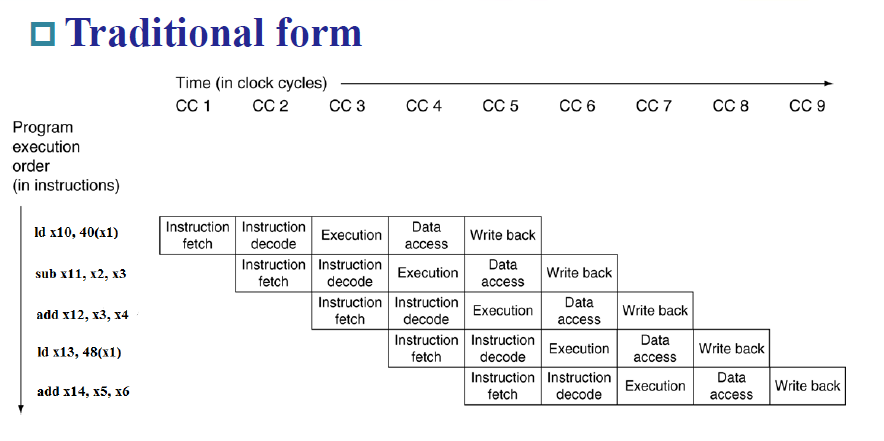 Traditional form
Time (in clock cycles)
CC 1 CC 2 CC 3 CC 4 CC 5 CC 6 CC 7 CC 8 CC 9
Program
execution
order
(in instructions)
ld x10, 40(x1)
Instruction
fetch
Instruction
decode
Execution
Data
access
Write back
sub x11, x2, x3
Instruction
fetch
Instruction
decode
Execution
Data
access
Write back
add x12, x3, x4
Instruction
fetch
Instruction
decode
Execution
Data
access
Write back
ld x13, 48(x1)
Instruction
fetch
Instruction
decode
Execution
Data
access
Write back
add x14, x5, x6
Instruction
fetch
Instruction
decode
Execution
Data
access
Write back